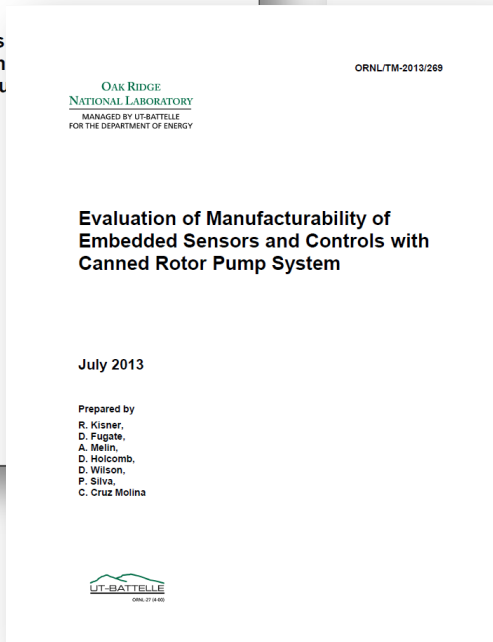 ORNL/TM-2013/269
OAK RIDGE
NATIONAL LABORATORY
MANAGED BY UT-BATTELLE
FOR THE DEPARTMENT OF ENERGY
Evaluation of Manufacturability of
Embedded Sensors and Controls with
Canned Rotor Pump System
July 2013
Prepared by
R. Kisner,
D. Fugate,
A. Melin,
D. Holcomb,
D. Wilson,
P. Silva,
C. Cruz Molina
UT-BATTELLE
ORNL-27 (4-00)